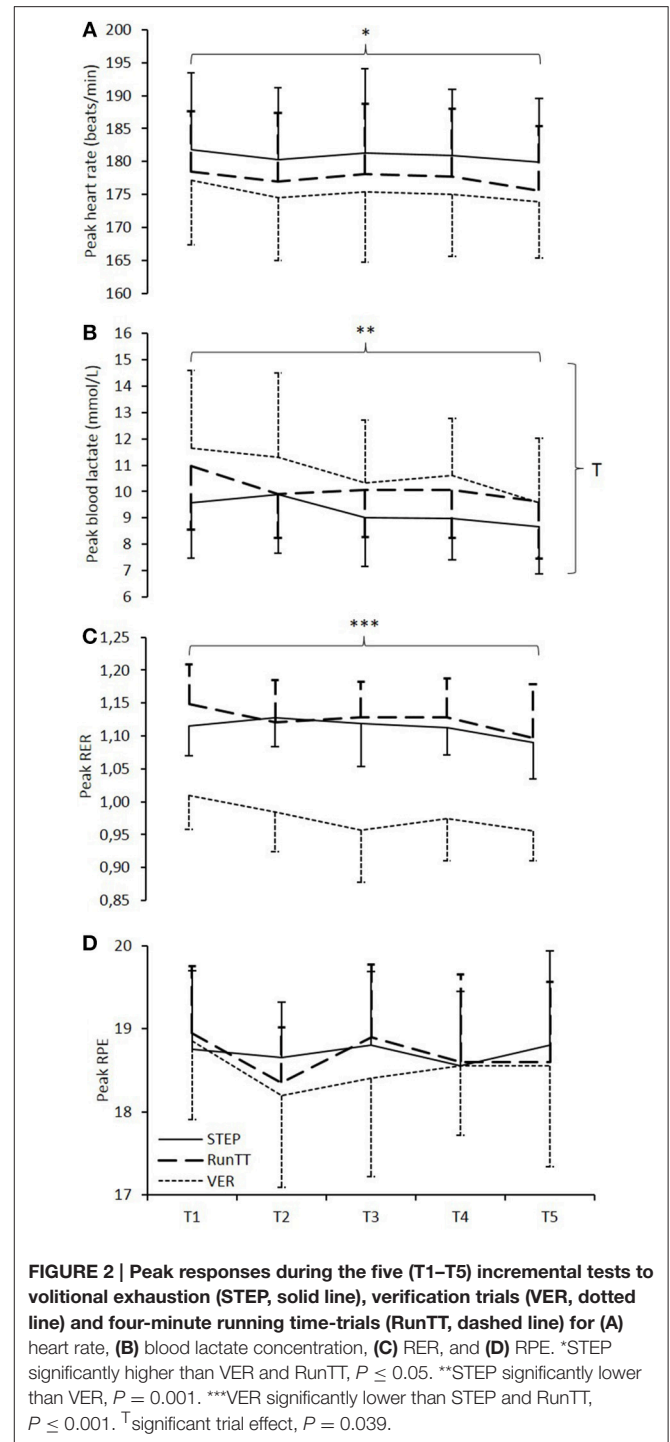 A
*
Peak heart rate (beats/min)
200
195
190
185
180
175
170
165
160
B
**
Peak blood lactate (mmol/L)
16
15
14
13
12
11
10
9
8
7
6
T
C
***
Peak RER
1,25
1,20
1,15
1,10
1,05
1,00
0,95
0,90
0,85
D
Peak RPE
20
19
18
17
STEP
RunTT
VER
T1 T2 T3 T4 T5
FIGURE 2 | Peak responses during the five (T1–T5) incremental tests to
volitional exhaustion (STEP, solid line), verification trials (VER, dotted
line) and four-minute running time-trials (RunTT, dashed line) for (A)
heart rate, (B) blood lactate concentration, (C) RER, and (D) RPE. *STEP
significantly higher than VER and RunTT, P ≤ 0.05. **STEP significantly lower
than VER, P = 0.001. ***VER significantly lower than STEP and RunTT,
P ≤ 0.001. ᵀsignificant trial effect, P = 0.039.